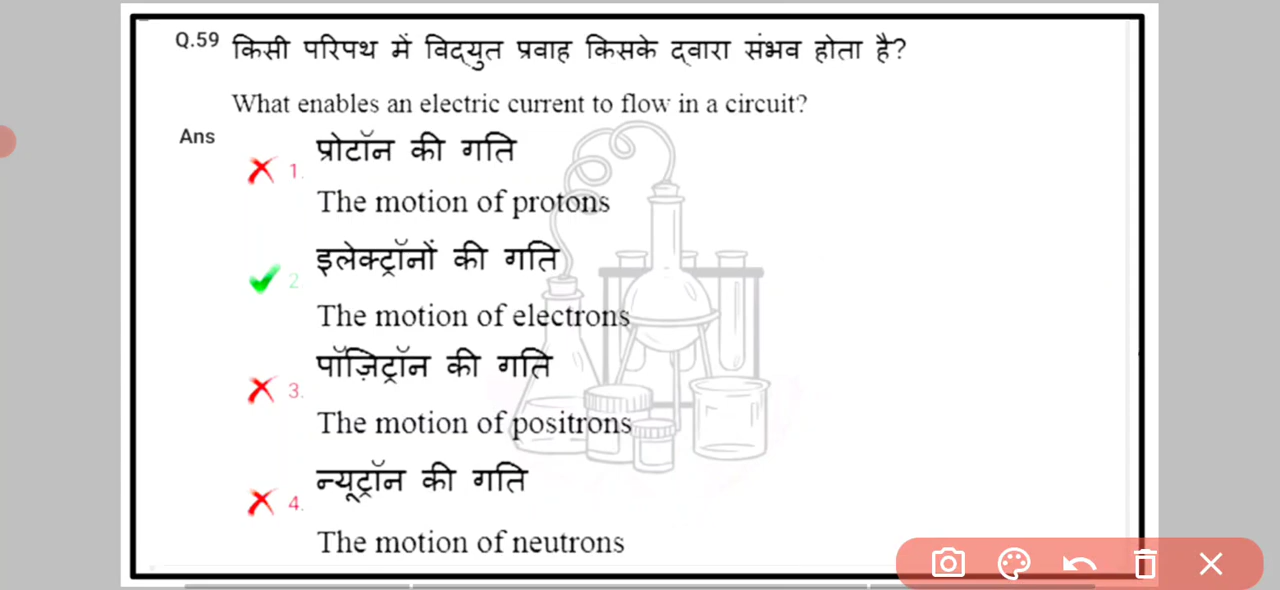 Q.59 किसी परिपथ में विद्युत प्रवाह किसके द्वारा संभव होता है?
What enables an electric current to flow in a circuit?
Ans
1. प्रोटॉन की गति
The motion of protons
2 इलेक्ट्रॉनों की गति
The motion of electrons
3. पॉज़िट्रॉन की गति
The motion of positrons
4. न्यूट्रॉन की गति
The motion of neutrons